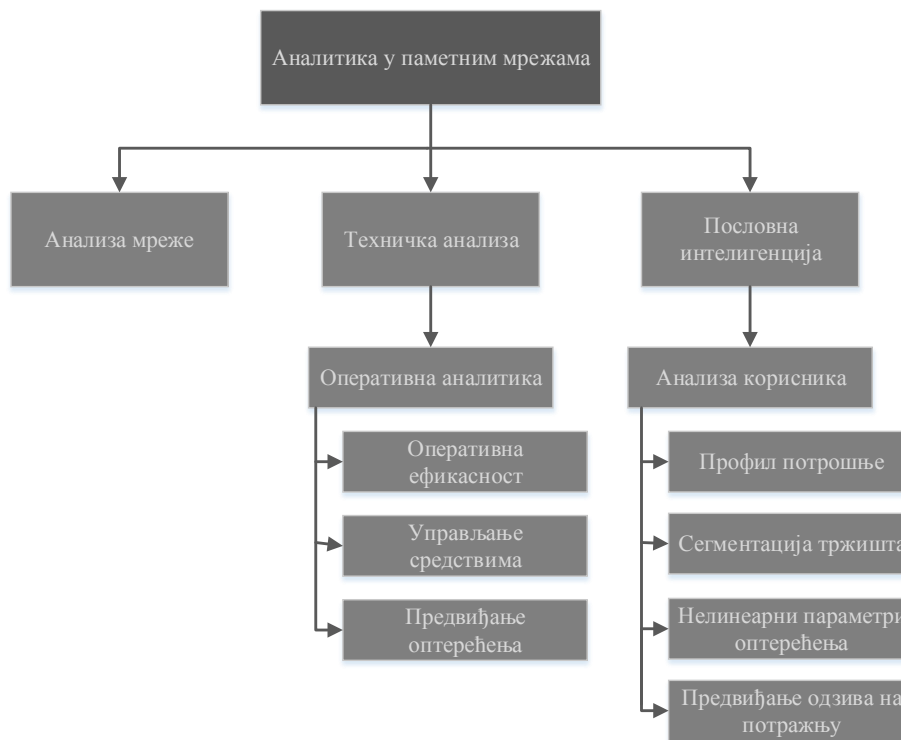 Аналитика у паметним мрежама
Анализа мреже
Техничка анализа
Пословна
интелигенција
Оперативна аналитика
Анализа корисника
Оперативна
ефикасност
Управљање
средствима
Предвиђање
оптерећења
Профил потрошње
Сегментација тржишта
Нелинеарни параметри
оптерећења
Предвиђање одзива на
потражњу